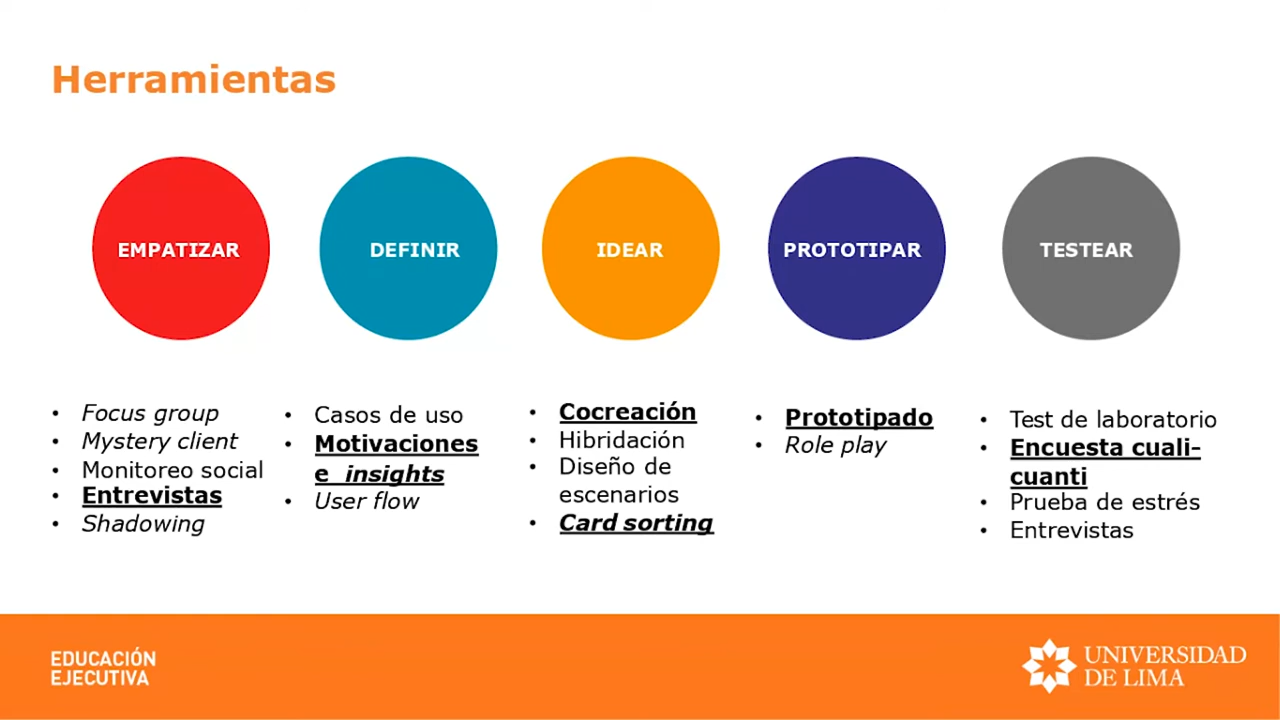 Herramientas
EMPATIZAR
DEFINIR
IDEAR
PROTOTIPAR
TESTEAR
• Focus group
• Mystery client
• Monitoreo social
• Entrevistas
• Shadowing
• Casos de uso
• Motivaciones
e insights
• User flow
• Cocreación
• Hibridación
• Diseño de
escenarios
• Card sorting
• Prototipado
• Role play
• Test de laboratorio
• Encuesta cuali-
cuanti
• Prueba de estrés
• Entrevistas
EDUCACIÓN
EJECUTIVA
UNIVERSIDAD
DE LIMA